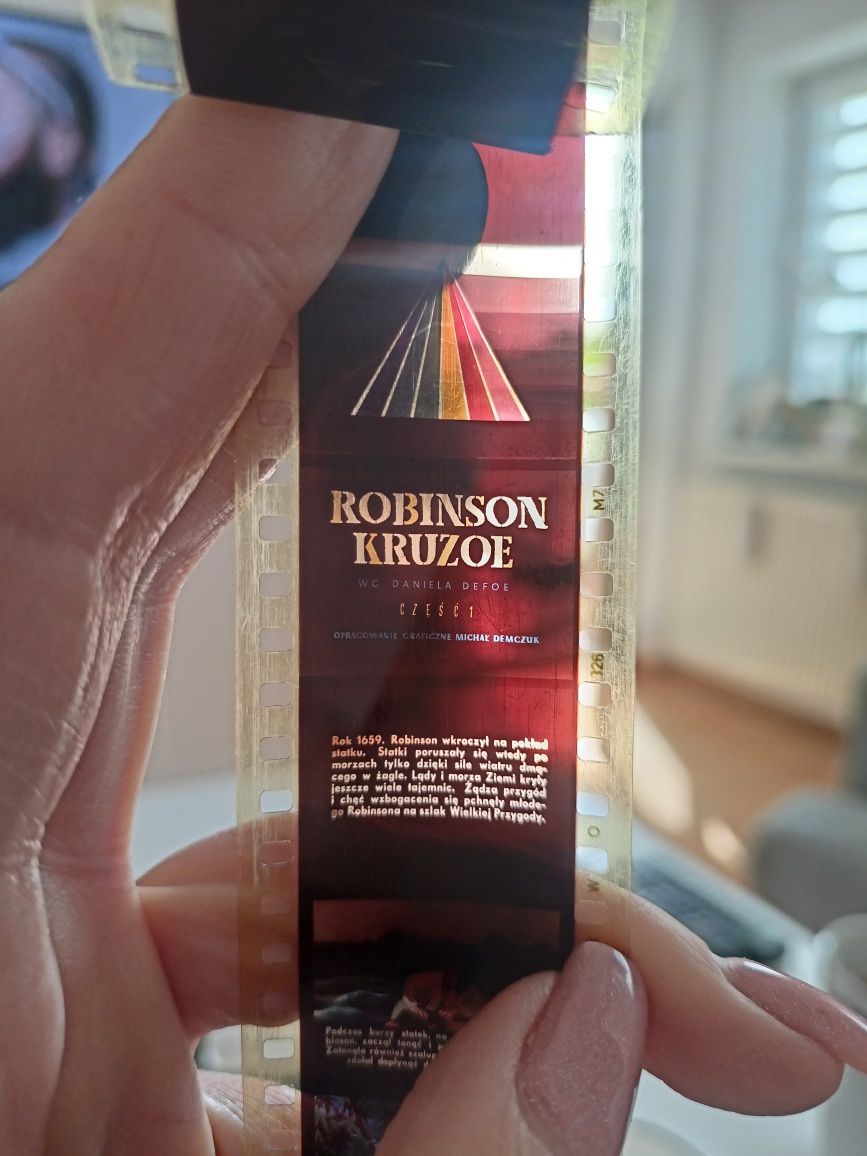 ROBINSON
KRUZOE
WG DANIELA DEFOE
CZĘŚĆ 1
OPRACOWANIE GRAFICZNE MICHAŁ DEMCZUK
Rok 1659. Robinson wkroczył na pokład
statku. Statki poruszały się wtedy po
morzach tylko dzięki sile wiatru dmą-
cego w żagle. Lądy i morza Ziemi kryły
jeszcze wiele tajemnic. Żądza przygód
i chęć wzbogacenia się pchnęły młode-
go Robinsona na szlak Wielkiej Przygody.
Podczas burzy statek, na
binson, zaczął tonąć i
Zatonęła również szalup
zdołał dopłynąć d
MZ
326
O
W